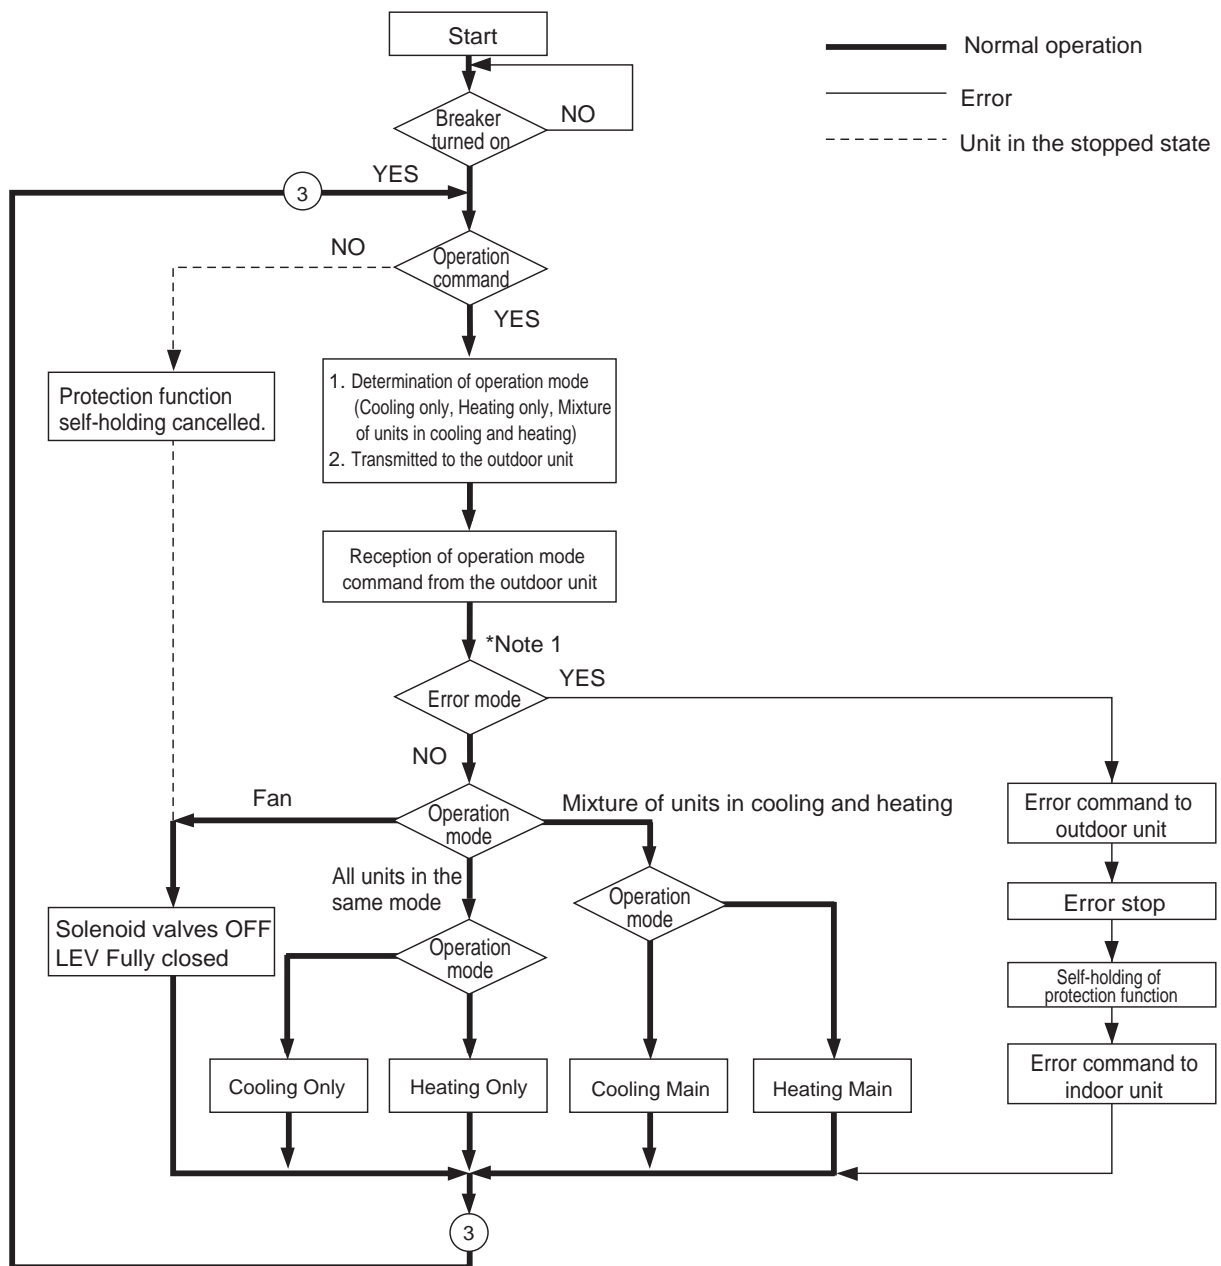 Start
Normal operation
Error
Unit in the stopped state
Breaker
turned on
NO
YES
3
Operation
command
NO
YES
Protection function
self-holding cancelled.
1. Determination of operation mode
(Cooling only, Heating only, Mixture
of units in cooling and heating)
2. Transmitted to the outdoor unit
Reception of operation mode
command from the outdoor unit
*Note 1
Error mode
YES
NO
Fan
Operation
mode
Mixture of units in cooling and heating
Error command to
outdoor unit
All units in the
same mode
Operation
mode
Error stop
Solenoid valves OFF
LEV Fully closed
Operation
mode
Self-holding of
protection function
Cooling Only
Heating Only
Cooling Main
Heating Main
Error command to
indoor unit
3